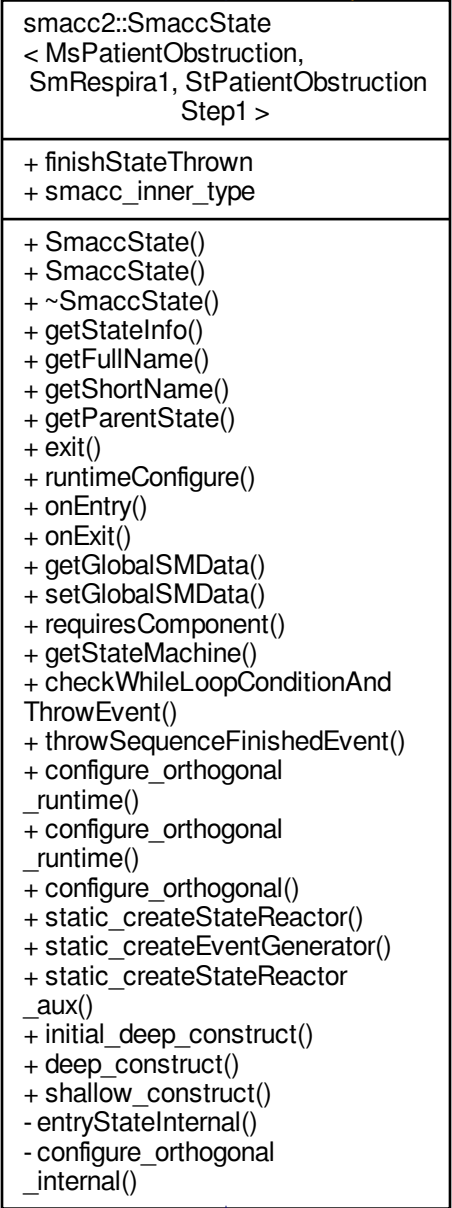 smacc2::SmaccState
< MsPatientObstruction,
SmRespira1, StPatientObstruction
Step1 >
+ finishStateThrown
+ smacc_inner_type
+ SmaccState()
+ SmaccState()
+ ~SmaccState()
+ getStateInfo()
+ getFullName()
+ getShortName()
+ getParentState()
+ exit()
+ runtimeConfigure()
+ onEntry()
+ onExit()
+ getGlobalSMData()
+ setGlobalSMData()
+ requiresComponent()
+ getStateMachine()
+ checkWhileLoopConditionAnd
ThrowEvent()
+ throwSequenceFinishedEvent()
+ configure_orthogonal
_runtime()
+ configure_orthogonal
_runtime()
+ configure_orthogonal()
+ static_createStateReactor()
+ static_createEventGenerator()
+ static_createStateReactor
_aux()
+ initial_deep_construct()
+ deep_construct()
+ shallow_construct()
- entryStateInternal()
- configure_orthogonal
_internal()